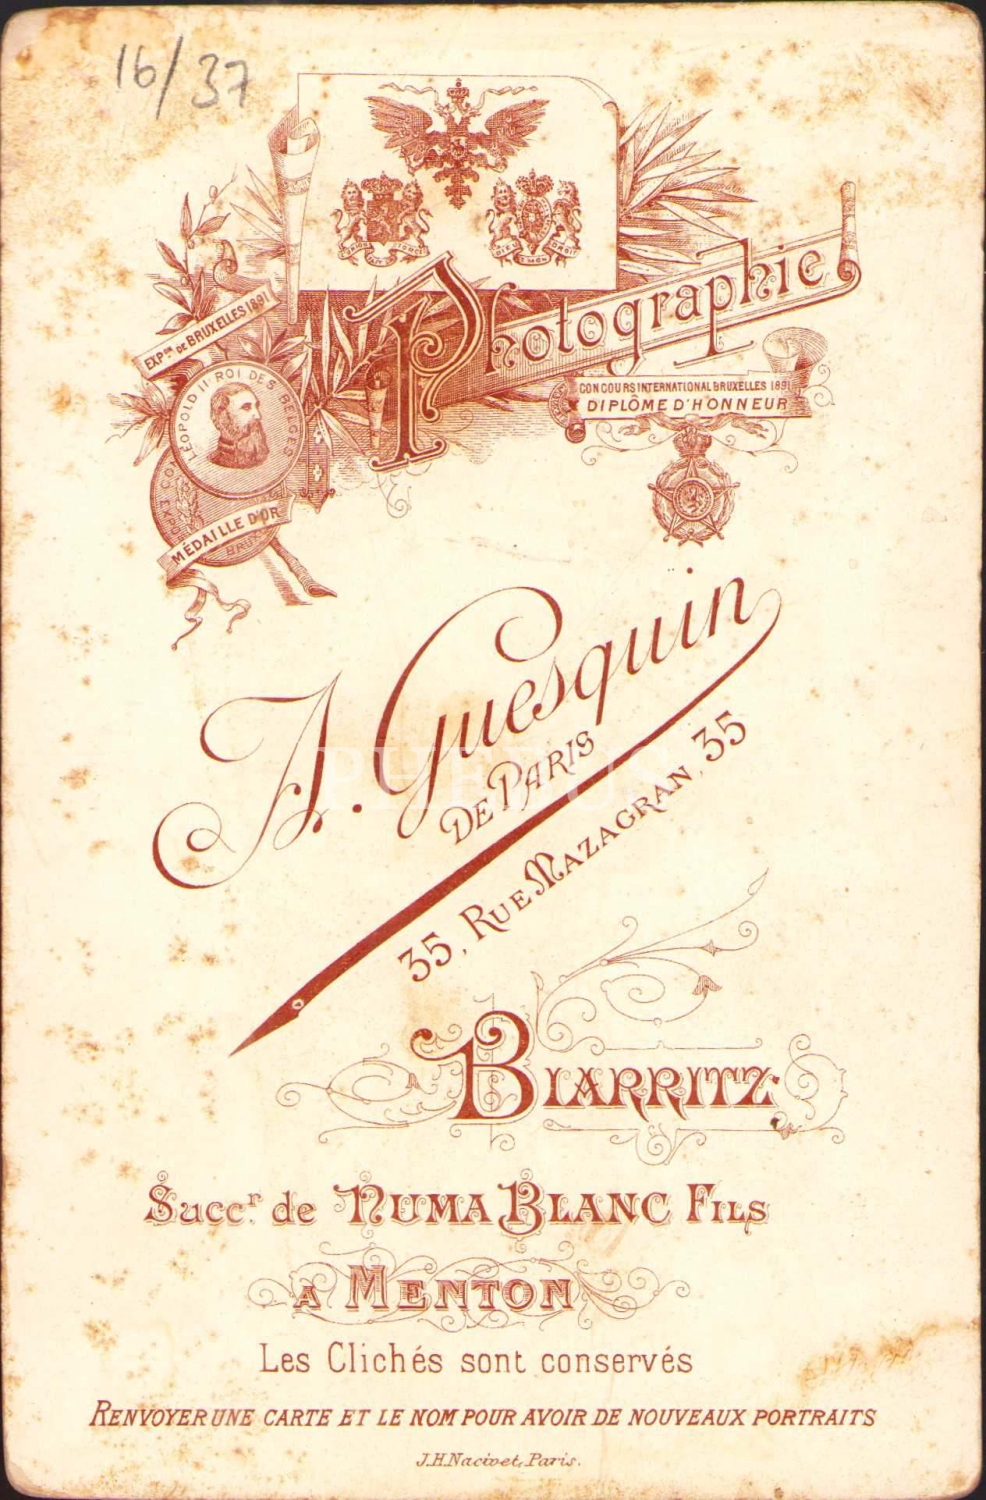 16/37
Photographie
EXPON DE BRUXELLES 1891
LÉOPOLD II ROI DES BELGES
MÉDAILLE D'OR
CONCOURS INTERNATIONAL BRUXELLES 1891
DIPLÔME D'HONNEUR
A. Guesquin
DE PARIS
35, RUE MAZAGRAN, 35
BIARRITZ
Succr. de NUMA BLANC FILS
A MENTON
Les Clichés sont conservés
RENVOYER UNE CARTE ET LE NOM POUR AVOIR DE NOUVEAUX PORTRAITS
J.H. Nacivet, Paris.